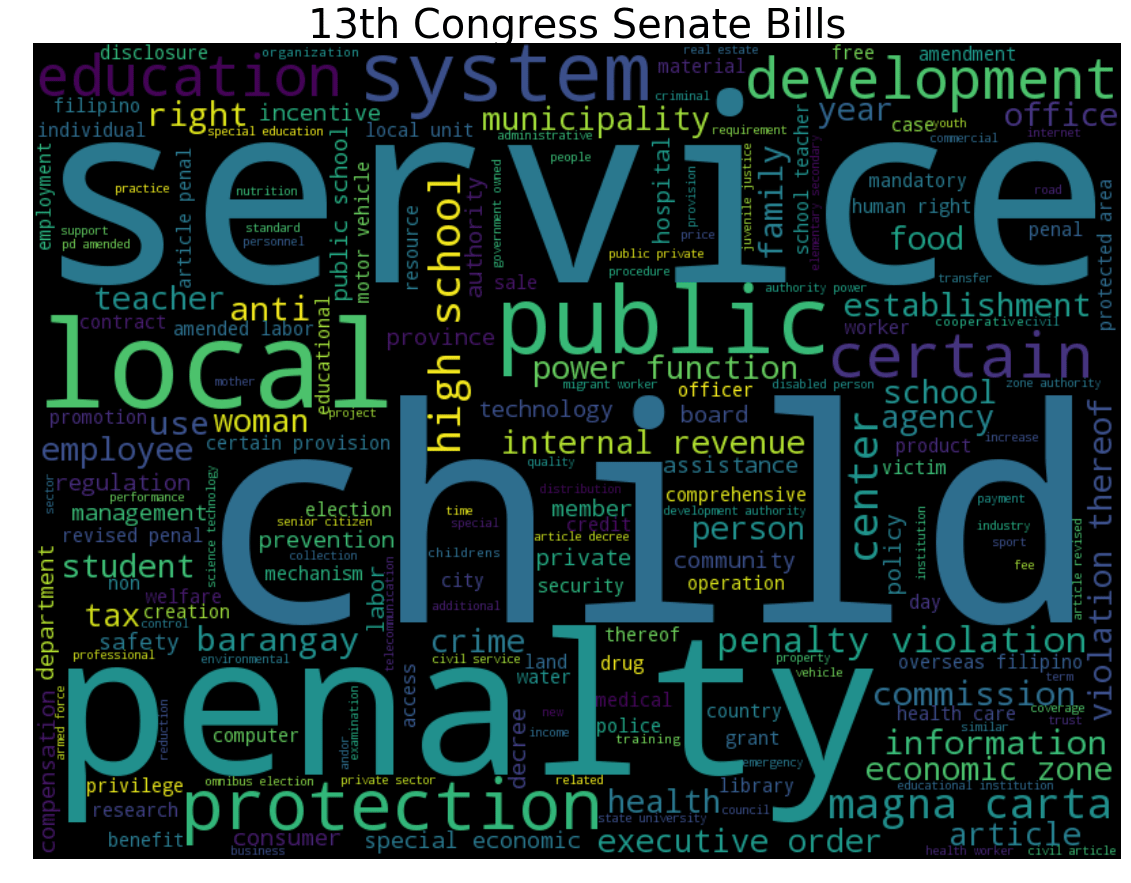 13th Congress Senate Bills
disclosure
organization
real estate
free
amendment
education
system
material
development
filipino
right
incentive
criminal
year
office
individual
special education
local unit
municipality
requirement
case
youth
internet
administrative
commercial
service
employment
practice
article penal
nutrition
public school
motor vehicle
people
hospital
juvenile justice
family
school teacher
elementary secondary
mandatory
road
support
pd amended
standard
personnel
resource
high school
authority
government owned
provision
price
human right
penal
protected area
public private
food
procedure
sale
transfer
teacher
anti
public
authority power
establishment
contract
amended labor
educational
province
worker
cooperative
civil
local
certain
power function
mother
migrant worker
officer
disabled person
school
zone authority
promotion
use
woman
project
technology
board
agency
employee
certain provision
internal revenue
center
product
increase
violation thereof
child
sector
regulation
quality
assistance
victim
performance
science technology
management
election
time
distribution
comprehensive
payment
senior citizen
special
member
credit
development authority
revised penal
prevention
article decree
person
policy
institution
industry
sport
article revised
student
collection
childrens
private
community
fee
non
mechanism
city
security
operation
welfare
labor
telecommunication
additional
day
department
tax
creation
control
safety
barangay
crime
thereof
penalty violation
professional
environmental
civil service
land
drug
property
overseas filipino
penalty
access
water
vehicle
term
compensation
armed force
reduction
andor
examination
decree
medical
commission
new
country
health care
coverage
trust
similar
computer
income
police
training
grant
information
privilege
omnibus election
private sector
related
emergency
economic zone
library
educational institution
research
protection
health
council
magna carta
state university
benefit
consumer
special economic
executive order
article
business
health worker
civil article